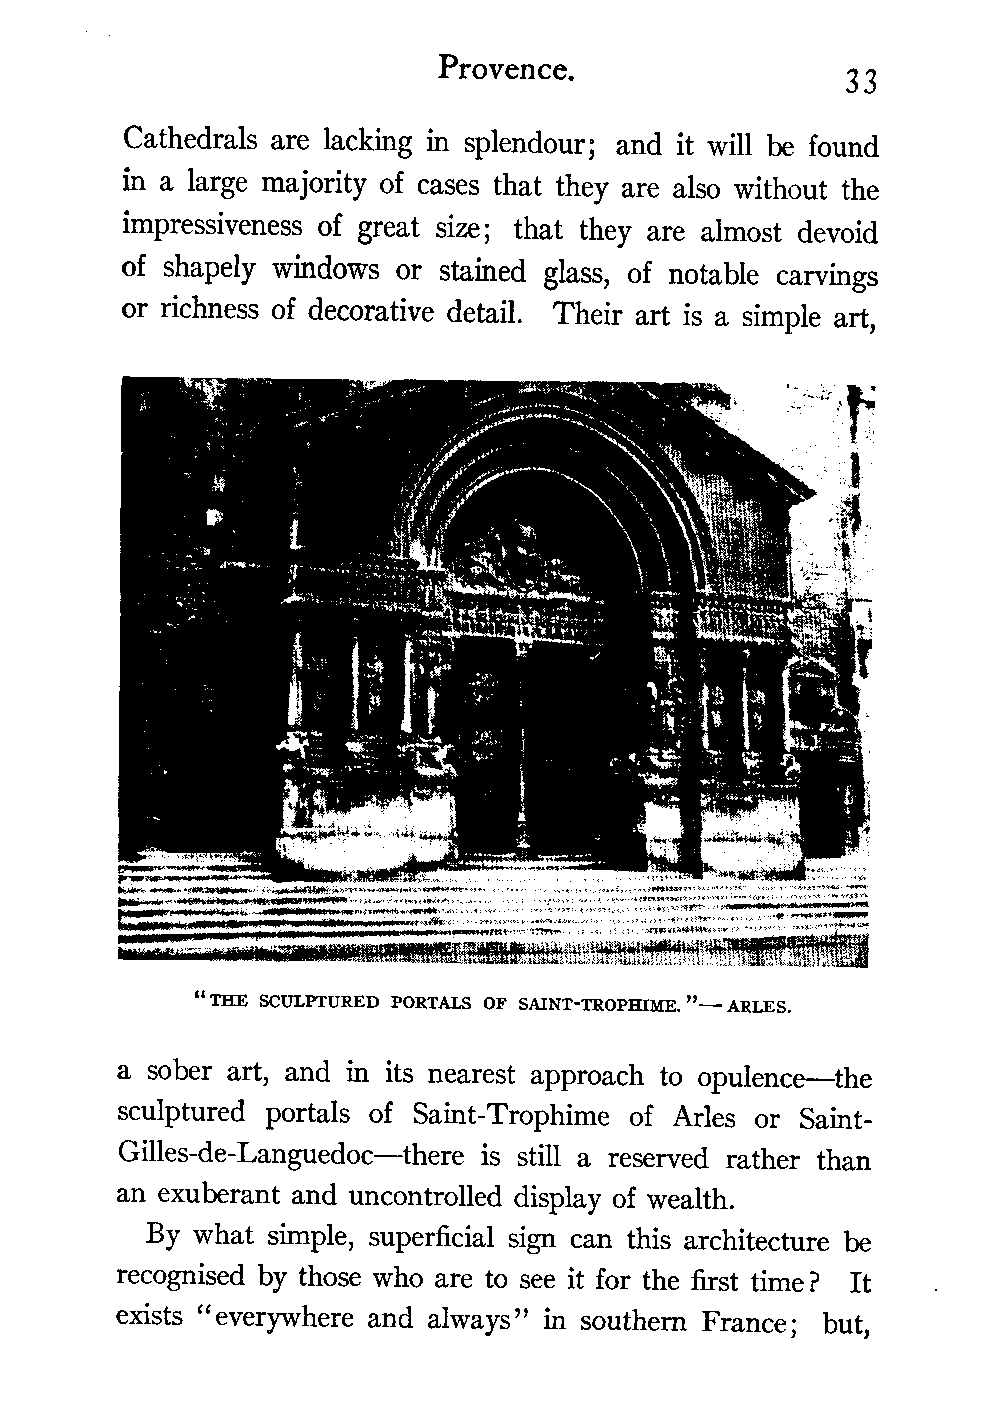 Provence.
33
Cathedrals are lacking in splendour; and it will be found
in a large majority of cases that they are also without the
impressiveness of great size; that they are almost devoid
of shapely windows or stained glass, of notable carvings
or richness of decorative detail. Their art is a simple art,
"THE SCULPTURED PORTALS OF SAINT-TROPHIME."—ARLES.
a sober art, and in its nearest approach to opulence—the
sculptured portals of Saint-Trophime of Arles or Saint-
Gilles-de-Languedoc—there is still a reserved rather than
an exuberant and uncontrolled display of wealth.
By what simple, superficial sign can this architecture be
recognised by those who are to see it for the first time? It
exists "everywhere and always" in southern France; but,